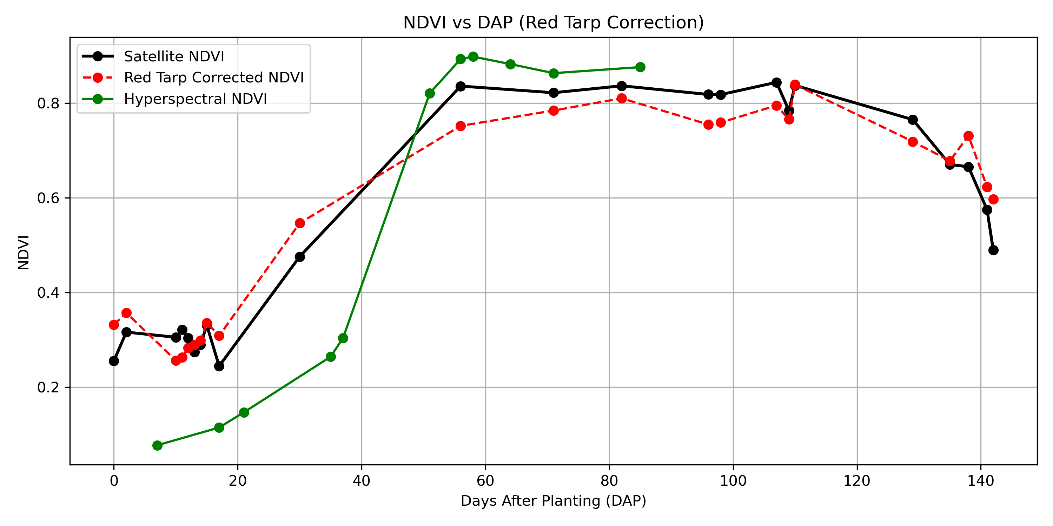 NDVI vs DAP (Red Tarp Correction)
Satellite NDVI
Red Tarp Corrected NDVI
Hyperspectral NDVI
0.8
0.6
0.4
0.2
NDVI
0 20 40 60 80 100 120 140
Days After Planting (DAP)